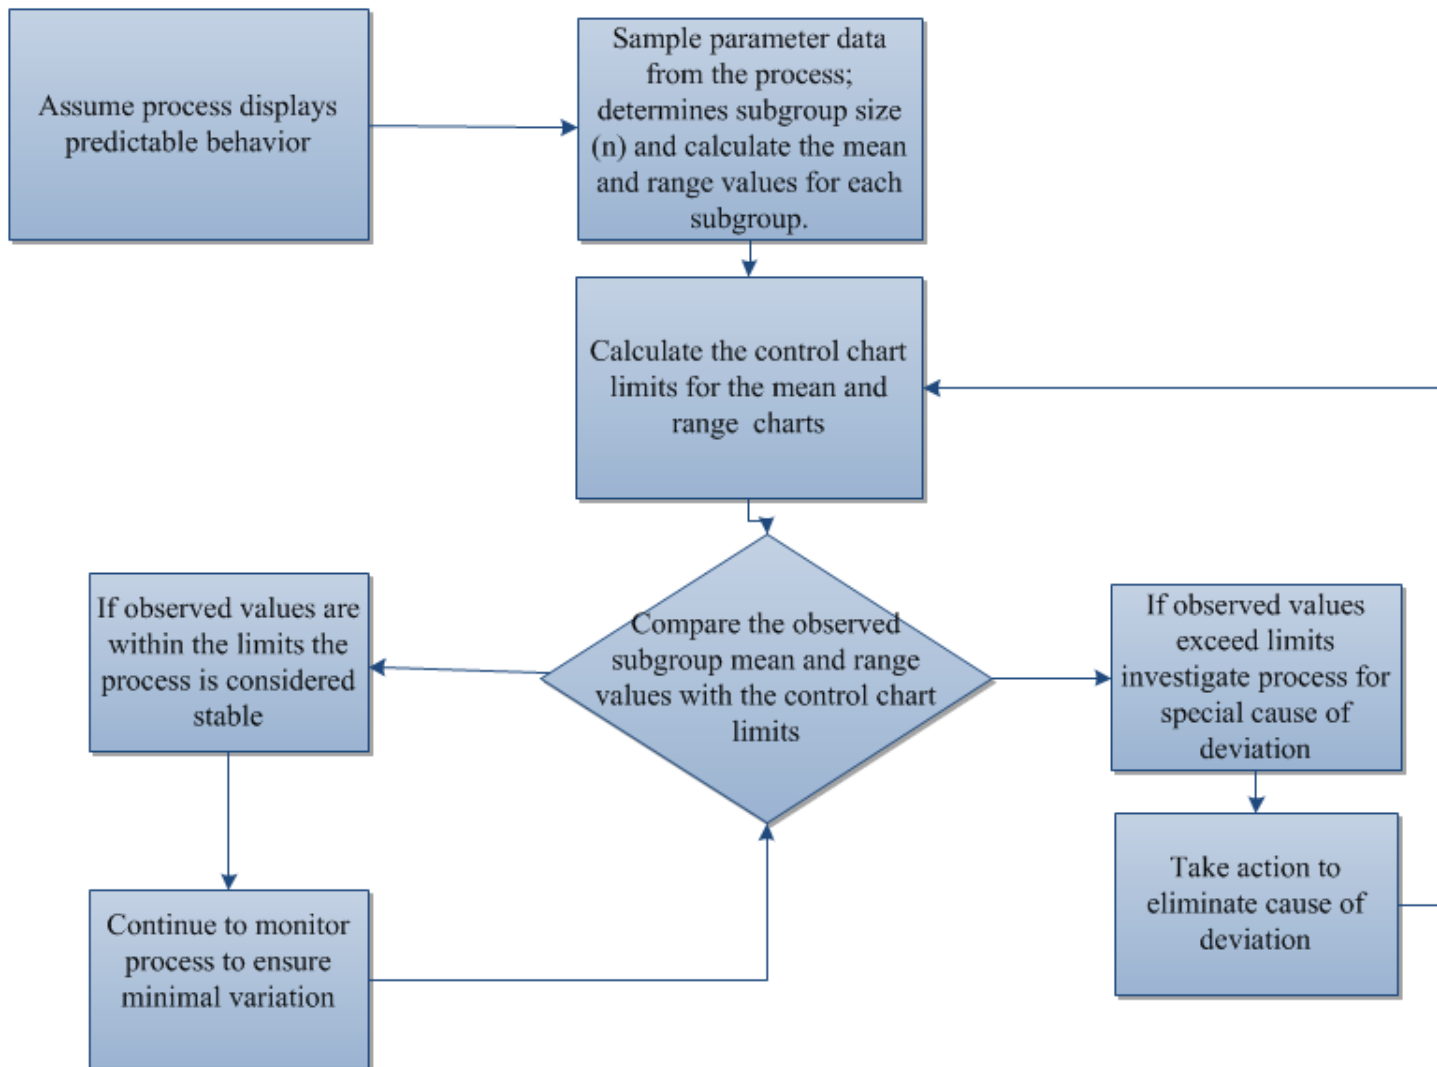 Assume process displays
predictable behavior
Sample parameter data
from the process;
determines subgroup size
(n) and calculate the mean
and range values for each
subgroup.
Calculate the control chart
limits for the mean and
range charts
If observed values are
within the limits the
process is considered
stable
Compare the observed
subgroup mean and range
values with the control chart
limits
If observed values
exceed limits
investigate process for
special cause of
deviation
Continue to monitor
process to ensure
minimal variation
Take action to
eliminate cause of
deviation